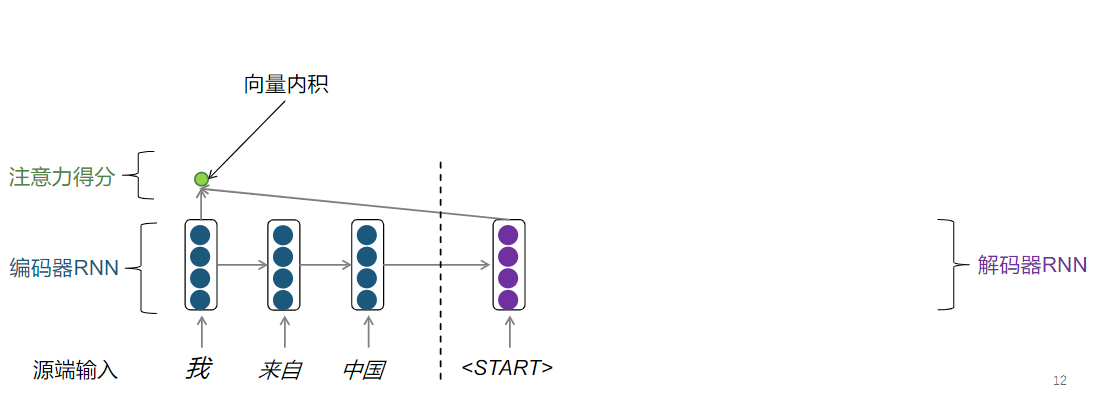 向量内积
注意力得分
编码器RNN
解码器RNN
源端输入 我 来自 中国 <START>
12